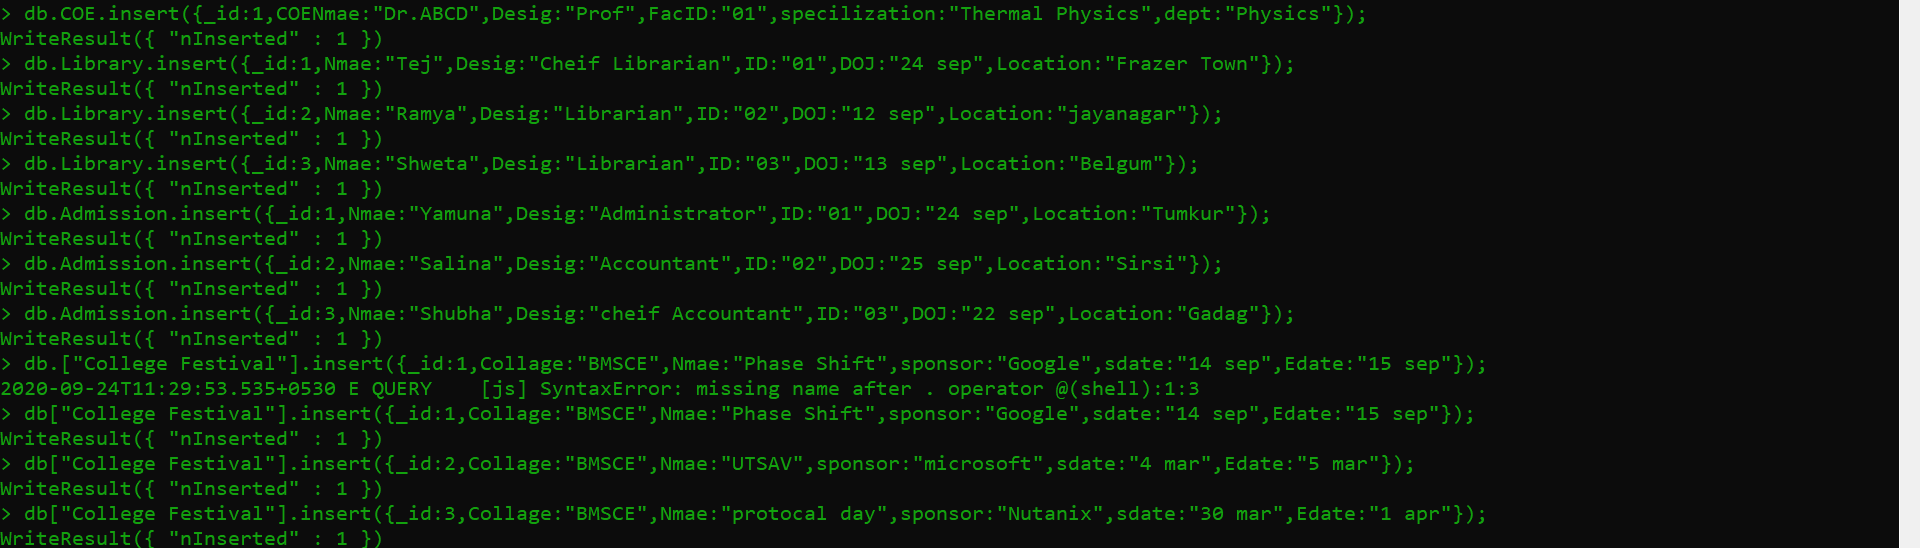 > db.COE.insert({_id:1,COENmae:"Dr.ABCD",Desig:"Prof",FacID:"01",specilization:"Thermal Physics",dept:"Physics"});
WriteResult({ "nInserted" : 1 })
> db.Library.insert({_id:1,Nmae:"Tej",Desig:"Cheif Librarian",ID:"01",DOJ:"24 sep",Location:"Frazer Town"});
WriteResult({ "nInserted" : 1 })
> db.Library.insert({_id:2,Nmae:"Ramya",Desig:"Librarian",ID:"02",DOJ:"12 sep",Location:"jayanagar"});
WriteResult({ "nInserted" : 1 })
> db.Library.insert({_id:3,Nmae:"Shweta",Desig:"Librarian",ID:"03",DOJ:"13 sep",Location:"Belgum"});
WriteResult({ "nInserted" : 1 })
> db.Admission.insert({_id:1,Nmae:"Yamuna",Desig:"Administrator",ID:"01",DOJ:"24 sep",Location:"Tumkur"});
WriteResult({ "nInserted" : 1 })
> db.Admission.insert({_id:2,Nmae:"Salina",Desig:"Accountant",ID:"02",DOJ:"25 sep",Location:"Sirsi"});
WriteResult({ "nInserted" : 1 })
> db.Admission.insert({_id:3,Nmae:"Shubha",Desig:"cheif Accountant",ID:"03",DOJ:"22 sep",Location:"Gadag"});
WriteResult({ "nInserted" : 1 })
> db.["College Festival"].insert({_id:1,Collage:"BMSCE",Nmae:"Phase Shift",sponsor:"Google",sdate:"14 sep",Edate:"15 sep"});
2020-09-24T11:29:53.535+0530 E QUERY    [js] SyntaxError: missing name after . operator @(shell):1:3
> db["College Festival"].insert({_id:1,Collage:"BMSCE",Nmae:"Phase Shift",sponsor:"Google",sdate:"14 sep",Edate:"15 sep"});
WriteResult({ "nInserted" : 1 })
> db["College Festival"].insert({_id:2,Collage:"BMSCE",Nmae:"UTSAV",sponsor:"microsoft",sdate:"4 mar",Edate:"5 mar"});
WriteResult({ "nInserted" : 1 })
> db["College Festival"].insert({_id:3,Collage:"BMSCE",Nmae:"protocal day",sponsor:"Nutanix",sdate:"30 mar",Edate:"1 apr"});
WriteResult({ "nInserted" : 1 })